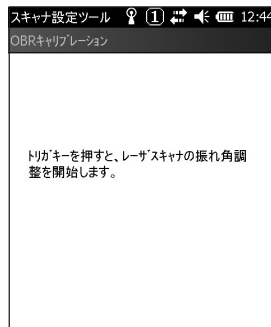 スキャナ設定ツール 1 12:44
OBRキャリブレーション
トリガキーを押すと、レーザスキャナの振れ角調
整を開始します。